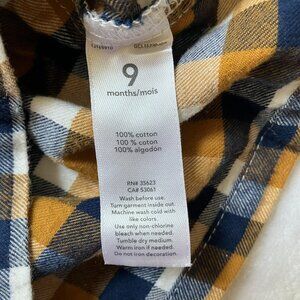 9
months/mois
100% cotton
100 % coton
100% algodón
RN# 35623
CA# 53061
Wash before use.
Turn garment inside out.
Machine wash cold with
like colors.
Use only non-chlorine
bleach when needed.
Tumble dry medium.
Warm iron if needed.
Do not iron decoration.